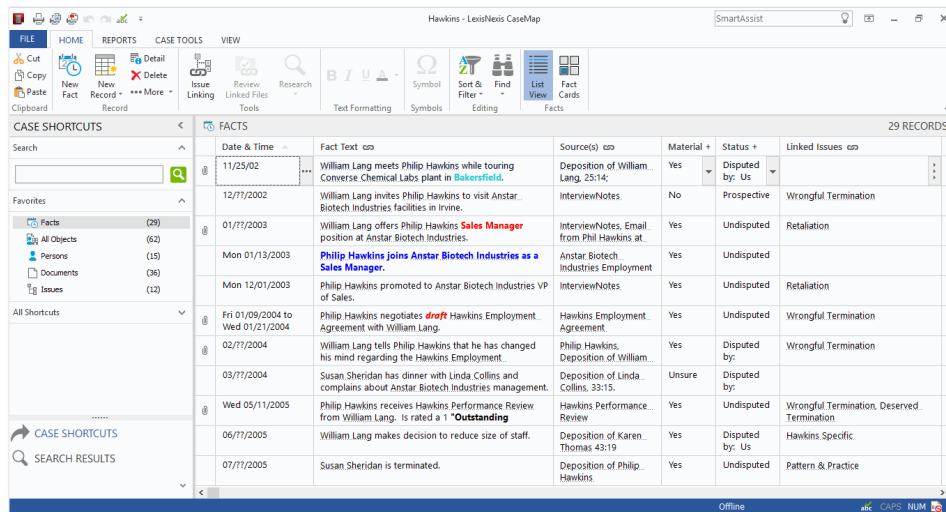 Hawkins - LexisNexis CaseMap
SmartAssist
FILE HOME REPORTS CASE TOOLS VIEW
Cut
Copy
Paste
Clipboard
New Fact
New Record
Detail
Delete
More
Record
Issue Linking
Review Linked Files
Research
Tools
B I U A
Text Formatting
Symbol
Symbols
Sort & Filter
Find
Editing
List View
Fact Cards
Facts
CASE SHORTCUTS
Search
Favorites
Facts (29)
All Objects (62)
Persons (15)
Documents (36)
Issues (12)
All Shortcuts
CASE SHORTCUTS
SEARCH RESULTS
FACTS 29 RECORDS
Date & Time Fact Text Source(s) Material + Status + Linked Issues
11/25/02 William Lang meets Philip Hawkins while touring Deposition of William Yes Disputed
Converse Chemical Labs plant in Bakersfield. Lang, 25:14; by: Us
12/??/2002 William Lang invites Philip Hawkins to visit Anstar InterviewNotes No Prospective Wrongful Termination
Biotech Industries facilities in Irvine.
01/??/2003 William Lang offers Philip Hawkins Sales Manager InterviewNotes, Email Yes Undisputed Retaliation
position at Anstar Biotech Industries. from Phil Hawkins at
Mon 01/13/2003 Philip Hawkins joins Anstar Biotech Industries as a Anstar Biotech Yes Undisputed
Sales Manager. Industries Employment
Mon 12/01/2003 Philip Hawkins promoted to Anstar Biotech Industries VP InterviewNotes Yes Undisputed Retaliation
of Sales.
Fri 01/09/2004 to Philip Hawkins negotiates draft Hawkins Employment Hawkins Employment Yes Undisputed Wrongful Termination
Wed 01/21/2004 Agreement with William Lang. Agreement
02/??/2004 William Lang tells Philip Hawkins that he has changed Philip Hawkins, Yes Disputed Wrongful Termination
his mind regarding the Hawkins Employment Deposition of William by:
03/??/2004 Susan Sheridan has dinner with Linda Collins and Deposition of Linda Unsure Disputed
complains about Anstar Biotech Industries management. Collins, 33:15. by:
Wed 05/11/2005 Philip Hawkins receives Hawkins Performance Review Hawkins Performance Yes Undisputed Wrongful Termination, Deserved
from William Lang. Is rated a 1 "Outstanding Review Termination
06/??/2005 William Lang makes decision to reduce size of staff. Deposition of Karen Yes Disputed Hawkins Specific
Thomas 43:19 by: Us
07/??/2005 Susan Sheridan is terminated. Deposition of Philip Yes Undisputed Pattern & Practice
Hawkins
Offline abc CAPS NUM